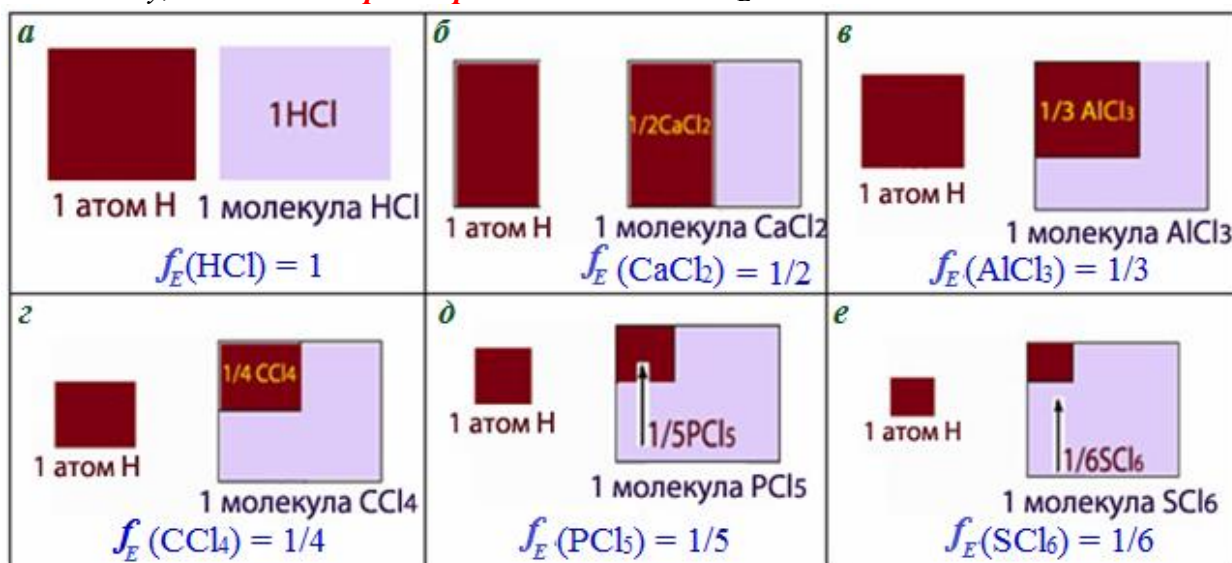 а
1HCl
1 атом H
1 молекула HCl
fE(HCl) = 1
б
1/2CaCl2
1 атом H
1 молекула CaCl2
fE (CaCl2) = 1/2
в
1/3 AlCl3
1 атом H
1 молекула AlCl3
fE(AlCl3) = 1/3
г
1/4 CCl4
1 атом H
1 молекула CCl4
fE (CCl4) = 1/4
д
1 атом H
1/5PCl5
1 молекула PCl5
fE (PCl5) = 1/5
е
1 атом H
1/6SCl6
1 молекула SCl6
fE(SCl6) = 1/6